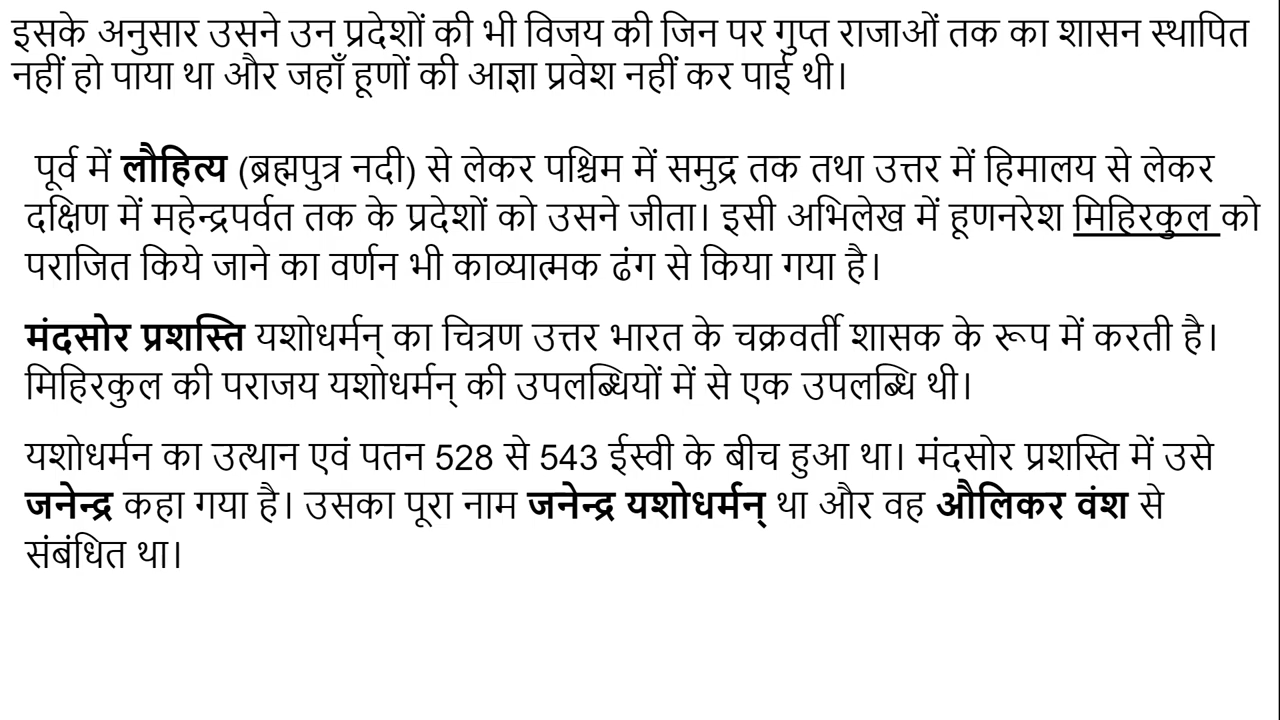 इसके अनुसार उसने उन प्रदेशों की भी विजय की जिन पर गुप्त राजाओं तक का शासन स्थापित
नहीं हो पाया था और जहाँ हूणों की आज्ञा प्रवेश नहीं कर पाई थी।
पूर्व में लौहित्य (ब्रह्मपुत्र नदी) से लेकर पश्चिम में समुद्र तक तथा उत्तर में हिमालय से लेकर
दक्षिण में महेन्द्रपर्वत तक के प्रदेशों को उसने जीता। इसी अभिलेख में हूणनरेश मिहिरकुल को
पराजित किये जाने का वर्णन भी काव्यात्मक ढंग से किया गया है।
मंदसोर प्रशस्ति यशोधर्मन् का चित्रण उत्तर भारत के चक्रवर्ती शासक के रूप में करती है।
मिहिरकुल की पराजय यशोधर्मन् की उपलब्धियों में से एक उपलब्धि थी।
यशोधर्मन का उत्थान एवं पतन 528 से 543 ईस्वी के बीच हुआ था। मंदसोर प्रशस्ति में उसे
जनेन्द्र कहा गया है। उसका पूरा नाम जनेन्द्र यशोधर्मन् था और वह औलिकर वंश से
संबंधित था।